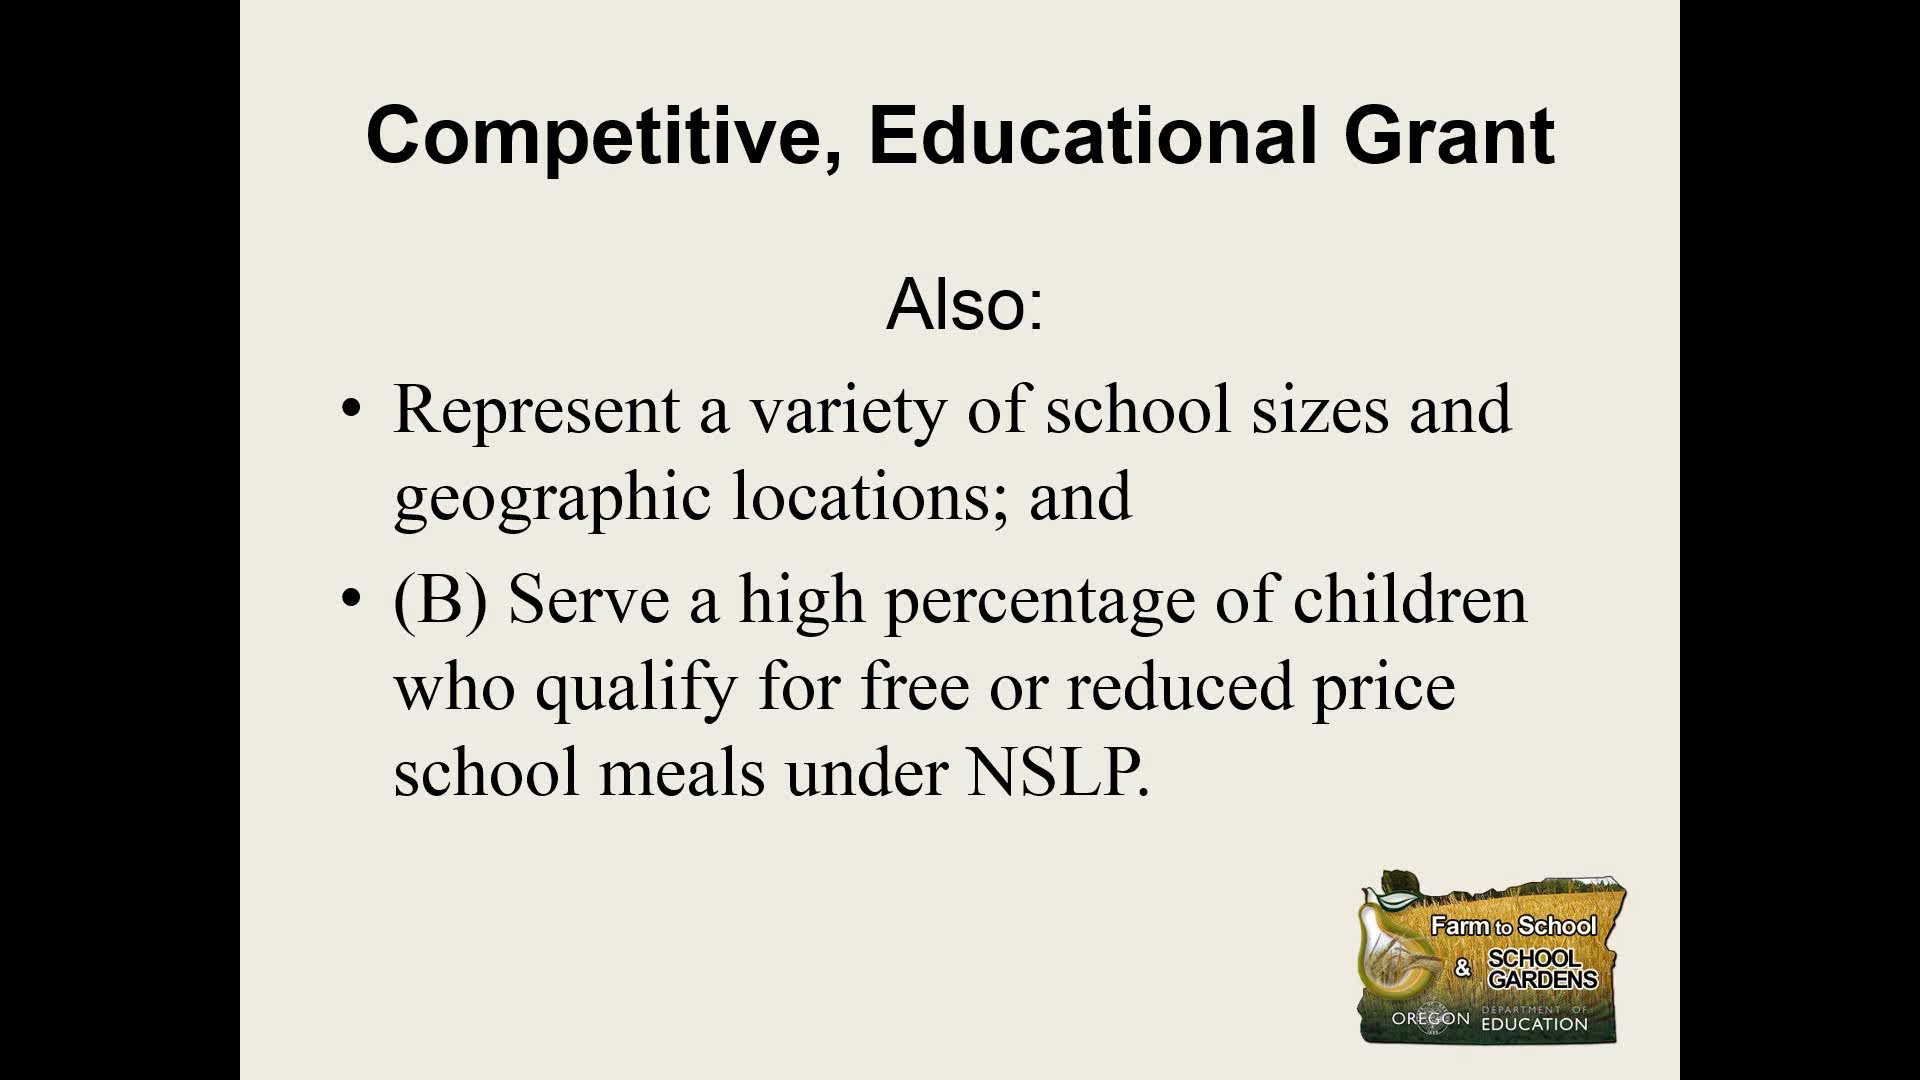 Competitive, Educational Grant
Also:
• Represent a variety of school sizes and
geographic locations; and
• (B) Serve a high percentage of children
who qualify for free or reduced price
school meals under NSLP.
Farm to School
& SCHOOL
GARDENS
OREGON DEPARTMENT OF
EDUCATION